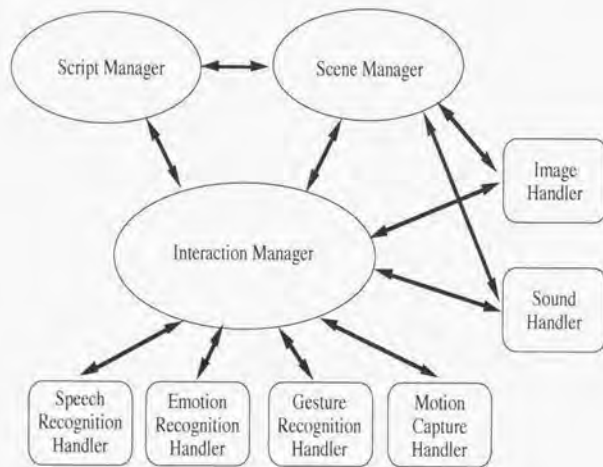 Script Manager
Scene Manager
Image
Handler
Interaction Manager
Sound
Handler
Speech
Recognition
Handler
Emotion
Recognition
Handler
Gesture
Recognition
Handler
Motion
Capture
Handler